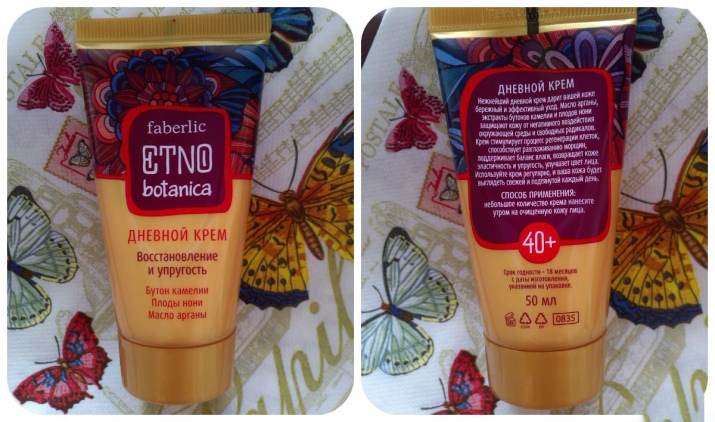 faberlic
ETNO
botanica
ДНЕВНОЙ КРЕМ
Восстановление
и упругость
Бутон камелии
Плоды нони
Масло арганы
ДНЕВНОЙ КРЕМ
Нежнейший дневной крем дарит вашей коже
бережный и эффективный уход. Масло арганы,
экстракты бутонов камелии и плодов нони
защищают кожу от негативного воздействия
окружающей среды и свободных радикалов.
Крем стимулирует процесс регенерации клеток,
способствует разглаживанию морщин,
поддерживает баланс влаги, возвращает коже
эластичность и упругость, улучшает цвет лица.
Используйте крем регулярно, и ваша кожа будет
выглядеть свежей и подтянутой каждый день.
СПОСОБ ПРИМЕНЕНИЯ:
небольшое количество крема нанесите
утром на очищенную кожу лица.
40+
Срок годности – 18 месяцев
с даты изготовления,
указанной на упаковке.
50 мл
0835